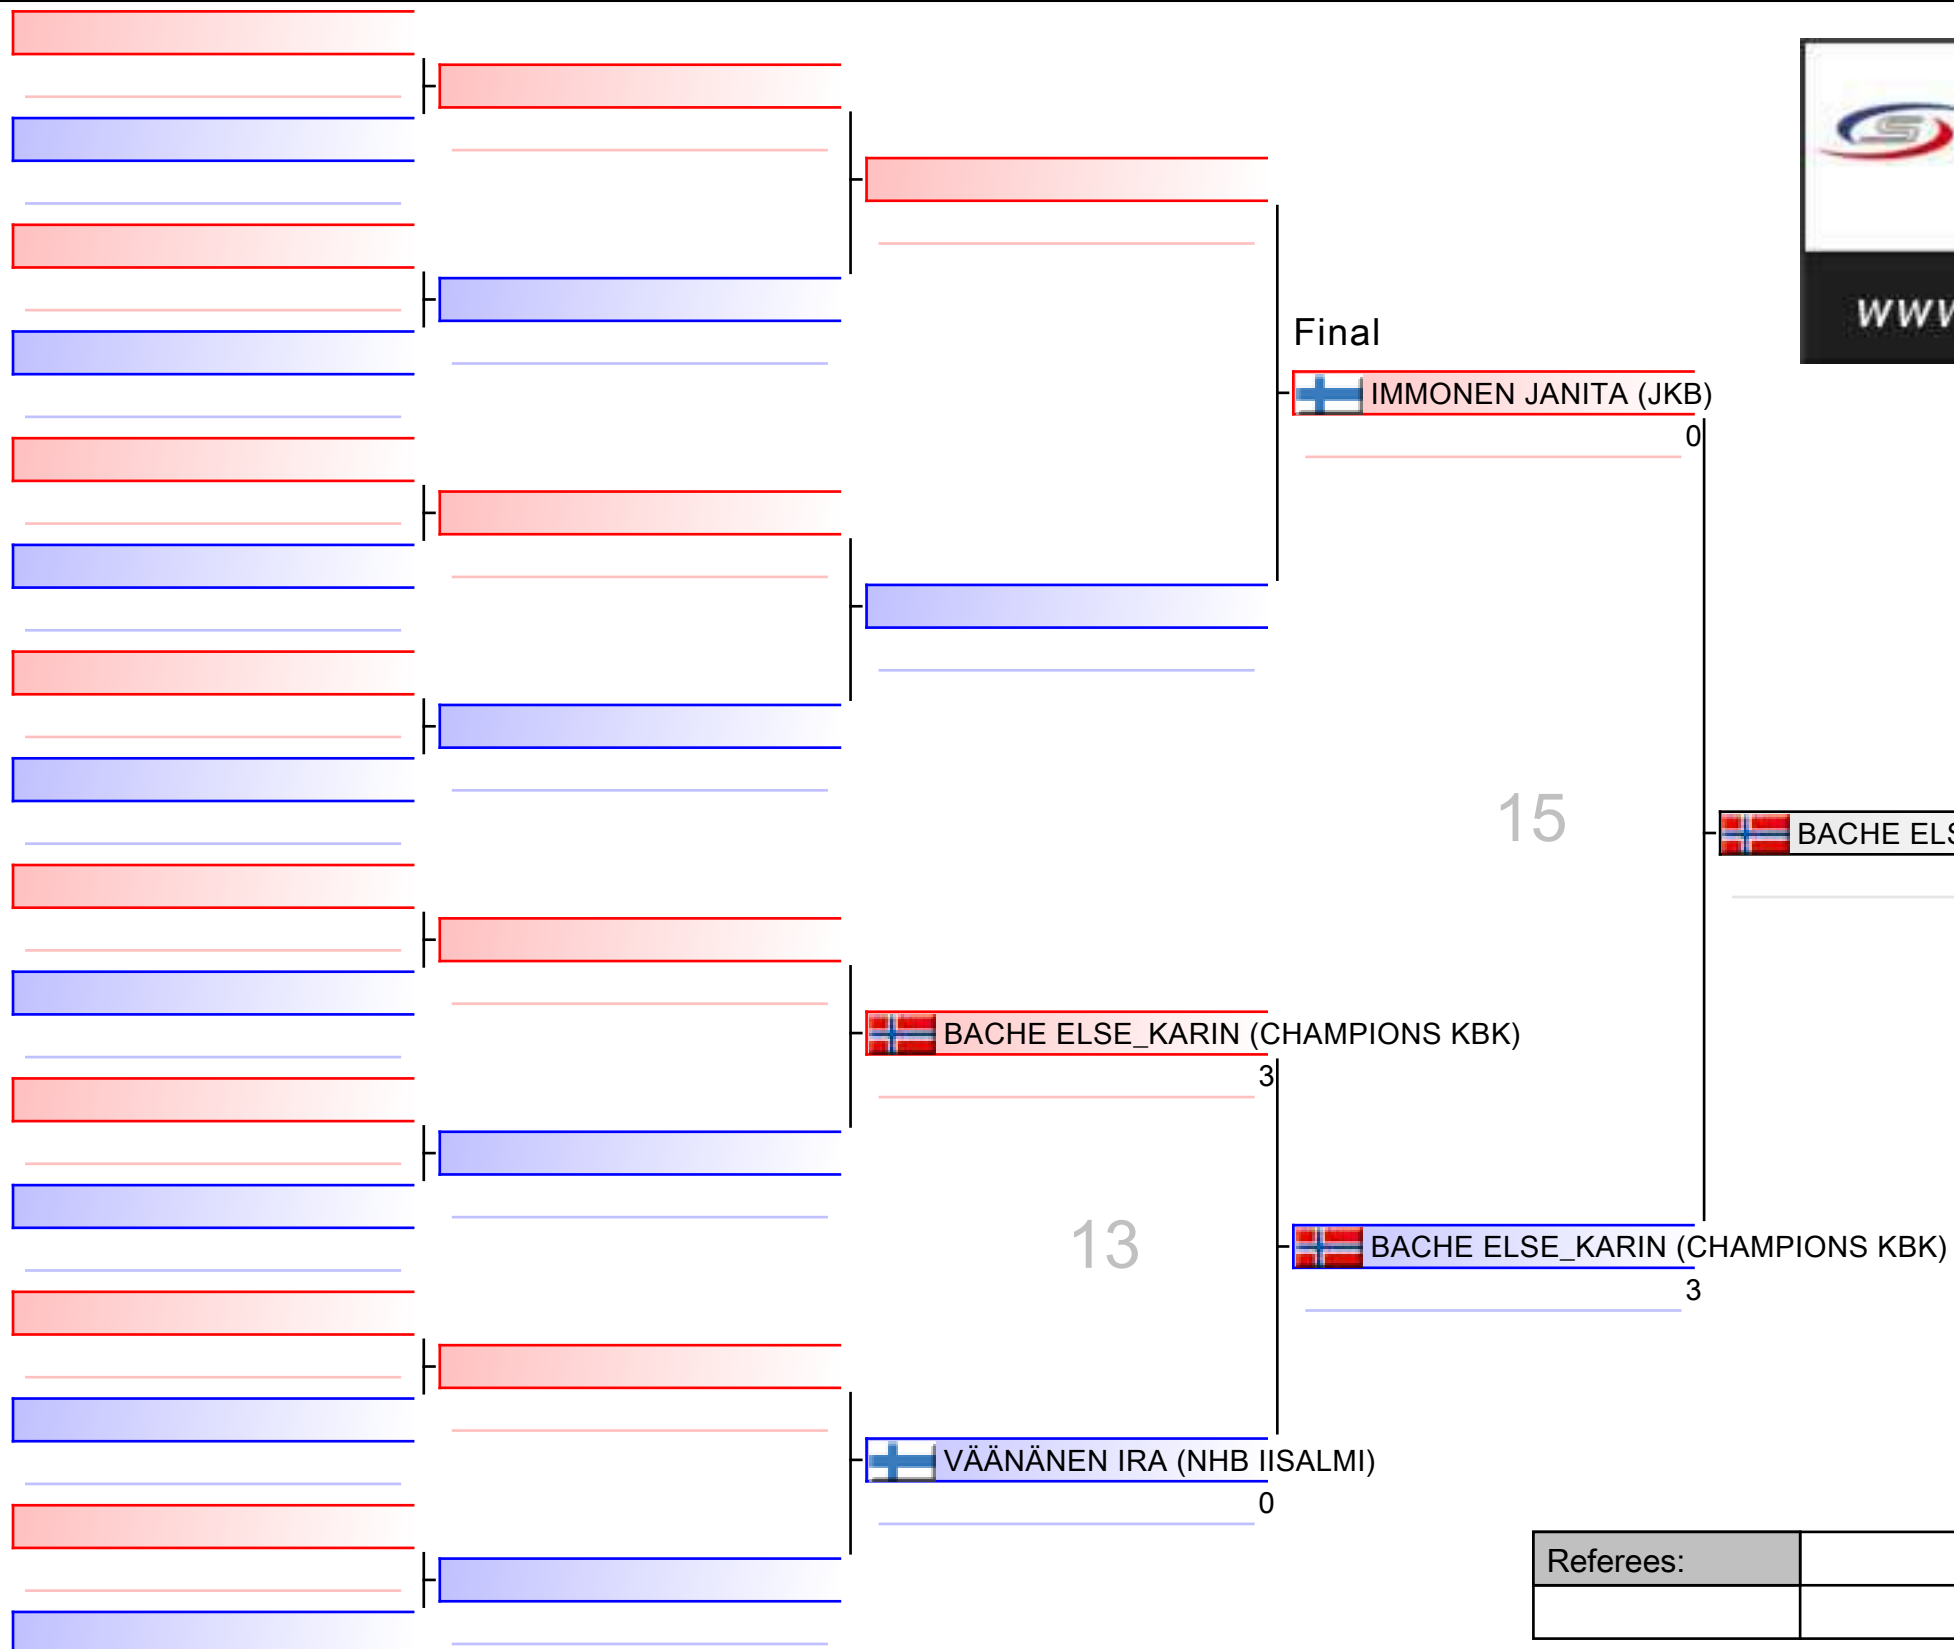 WWW
Final
IMMONEN JANITA (JKB)
0
15
BACHE
BACHE ELSE_KARIN (CHAMPIONS KBK)
3
13
BACHE ELSE_KARIN (CHAMPIONS KBK)
3
VÄÄNÄNEN IRA (NHB IISALMI)
0
Referees: